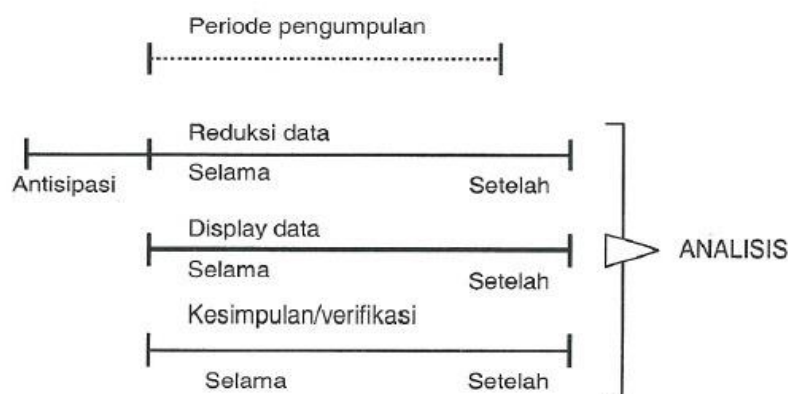 Periode pengumpulan
Reduksi data
Antisipasi
Selama
Setelah
Display data
Selama
Setelah
ANALISIS
Kesimpulan/verifikasi
Selama
Setelah